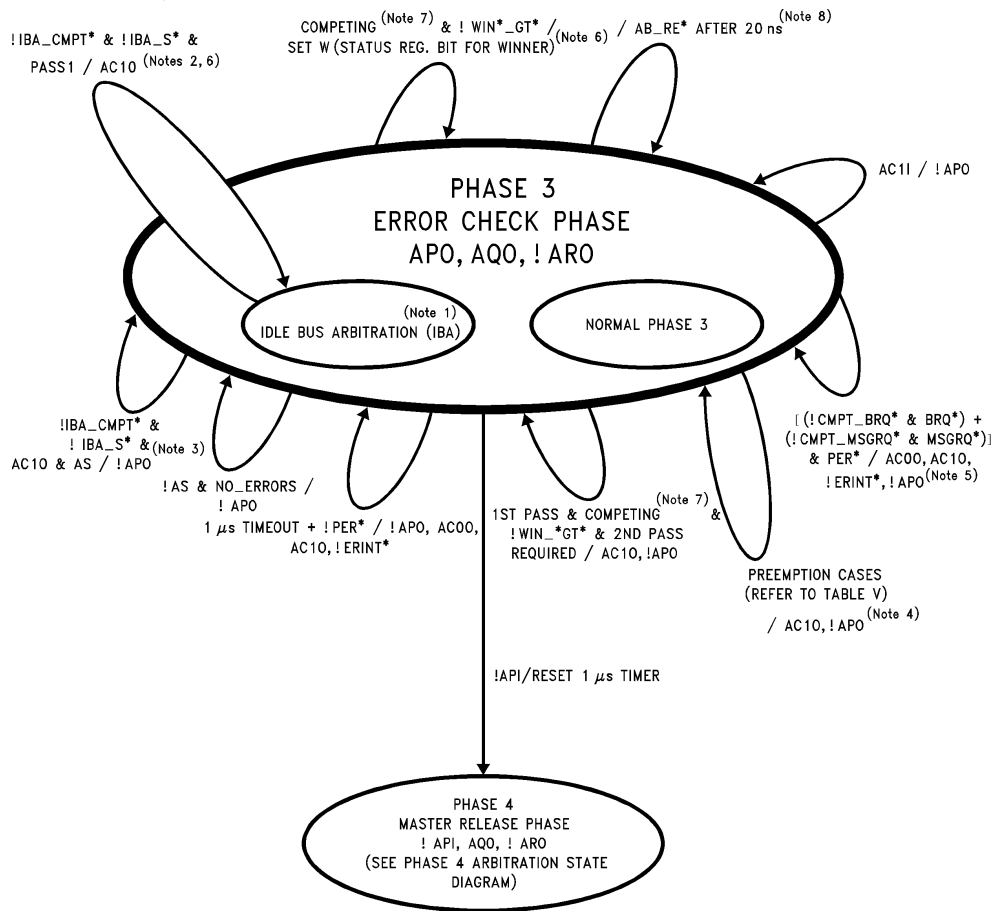 !IBA_CMPT* & !IBA_S* &
PASS1 / AC10 (Notes 2, 6)
COMPETING (Note 7) & ! WIN*_GT* /
SET W (STATUS REG. BIT FOR WINNER) (Note 6)
/ AB_RE* AFTER 20 ns (Note 8)
AC1I / !APO
PHASE 3
ERROR CHECK PHASE
APO, AQO, ! ARO
(Note 1)
IDLE BUS ARBITRATION (IBA)
NORMAL PHASE 3
!IBA_CMPT* &
! IBA_S* & (Note 3)
AC10 & AS / !APO
!AS & NO_ERRORS /
! APO
1 µs TIMEOUT + !PER* / !APO, AC00,
AC10, !ERINT*
1ST PASS & COMPETING (Note 7) &
!WIN_*GT* & 2ND PASS
REQUIRED / AC10, !APO
PREEMPTION CASES
(REFER TO TABLE V)
/ AC10, !APO (Note 4)
[(!CMPT_BRQ* & BRQ*) +
(!CMPT_MSGRQ* & MSGRQ*)]
& PER* / AC00, AC10,
!ERINT*, !APO (Note 5)
!API/RESET 1 µs TIMER
PHASE 4
MASTER RELEASE PHASE
! API, AQO, ! ARO
(SEE PHASE 4 ARBITRATION STATE
DIAGRAM)